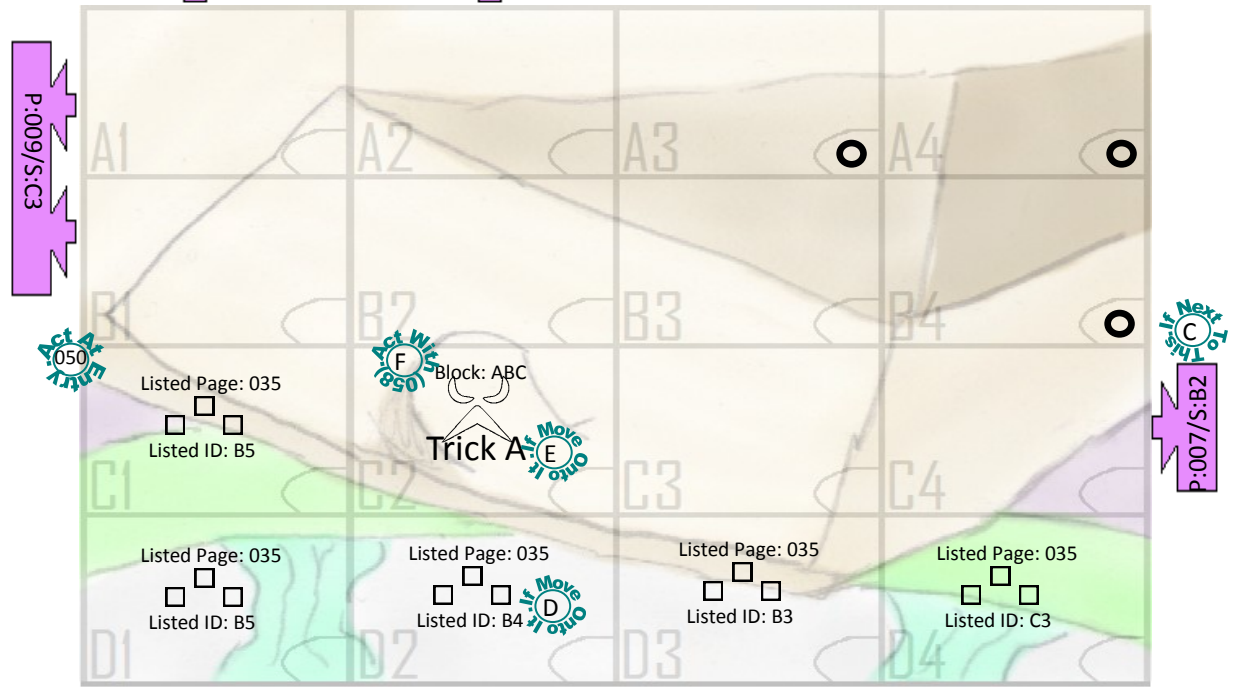 P:009/S:C3
A1
A2
A3
A4
B1
B2
B3
B4
If Next To This.
C
Act At Entry.
050
Act With (058).
F
Block: ABC
Trick A
If Move Onto It.
E
Listed Page: 035
Listed ID: B5
P:007/S:B2
C1
C2
C3
C4
Listed Page: 035
Listed ID: B5
Listed Page: 035
Listed ID: B4
If Move Onto It.
D
Listed Page: 035
Listed ID: B3
Listed Page: 035
Listed ID: C3
D1
D2
D3
D4